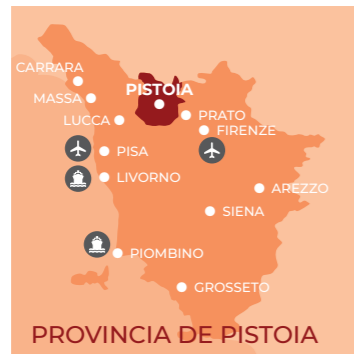 CARRARA
MASSA
PISTOIA
LUCCA
PRATO
FIRENZE
PISA
LIVORNO
AREZZO
SIENA
PIOMBINO
GROSSETO
PROVINCIA DE PISTOIA